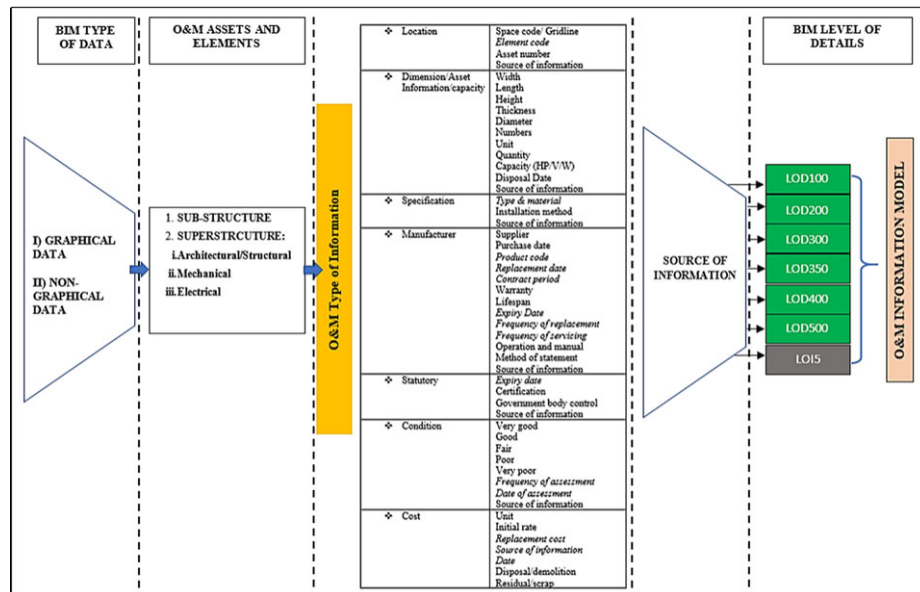 BIM TYPE
OF DATA
I) GRAPHICAL
DATA
II) NON-
GRAPHICAL
DATA
O&M ASSETS AND
ELEMENTS
1. SUB-STRUCTURE
2. SUPERSTRCUTURE:
i.Architectural/Structural
ii.Mechanical
iii.Electrical
O&M Type of Information
❖ Location
Space code/ Gridline
Element code
Asset number
Source of information
❖ Dimension/Asset
Information/capacity
Width
Length
Height
Thickness
Diameter
Numbers
Unit
Quantity
Capacity (HP/V/W)
Disposal Date
Source of information
❖ Specification
Type & material
Installation method
Source of information
❖ Manufacturer
Supplier
Purchase date
Product code
Replacement date
Contract period
Warranty
Lifespan
Expiry Date
Frequency of replacement
Frequency of servicing
Operation and manual
Method of statement
Source of information
❖ Statutory
Expiry date
Certification
Government body control
Source of information
❖ Condition
Very good
Good
Fair
Poor
Very poor
Frequency of assessment
Date of assessment
Source of information
❖ Cost
Unit
Initial rate
Replacement cost
Source of information
Date
Disposal/demolition
Residual/scrap
SOURCE OF
INFORMATION
BIM LEVEL OF
DETAILS
LOD100
LOD200
LOD300
LOD350
LOD400
LOD500
LOI5
O&M INFORMATION MODEL